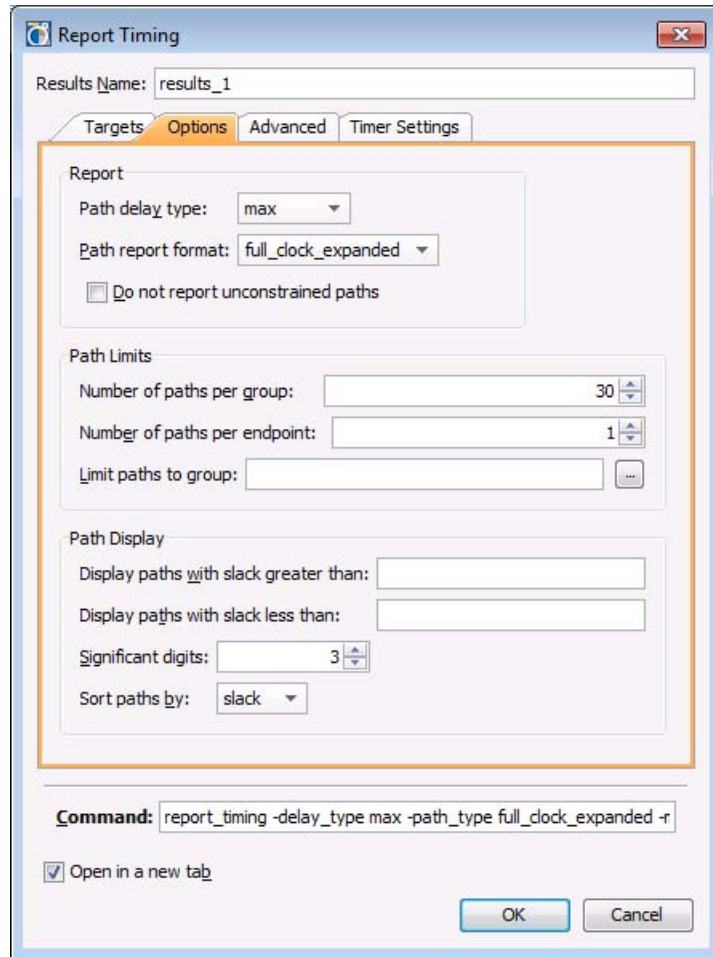 Report Timing
Results Name: results_1
Targets Options Advanced Timer Settings
Report
Path delay type: max
Path report format: full_clock_expanded
Do not report unconstrained paths
Path Limits
Number of paths per group: 30
Number of paths per endpoint: 1
Limit paths to group: ...
Path Display
Display paths with slack greater than:
Display paths with slack less than:
Significant digits: 3
Sort paths by: slack
Command: report_timing -delay_type max -path_type full_clock_expanded -r
Open in a new tab
OK Cancel